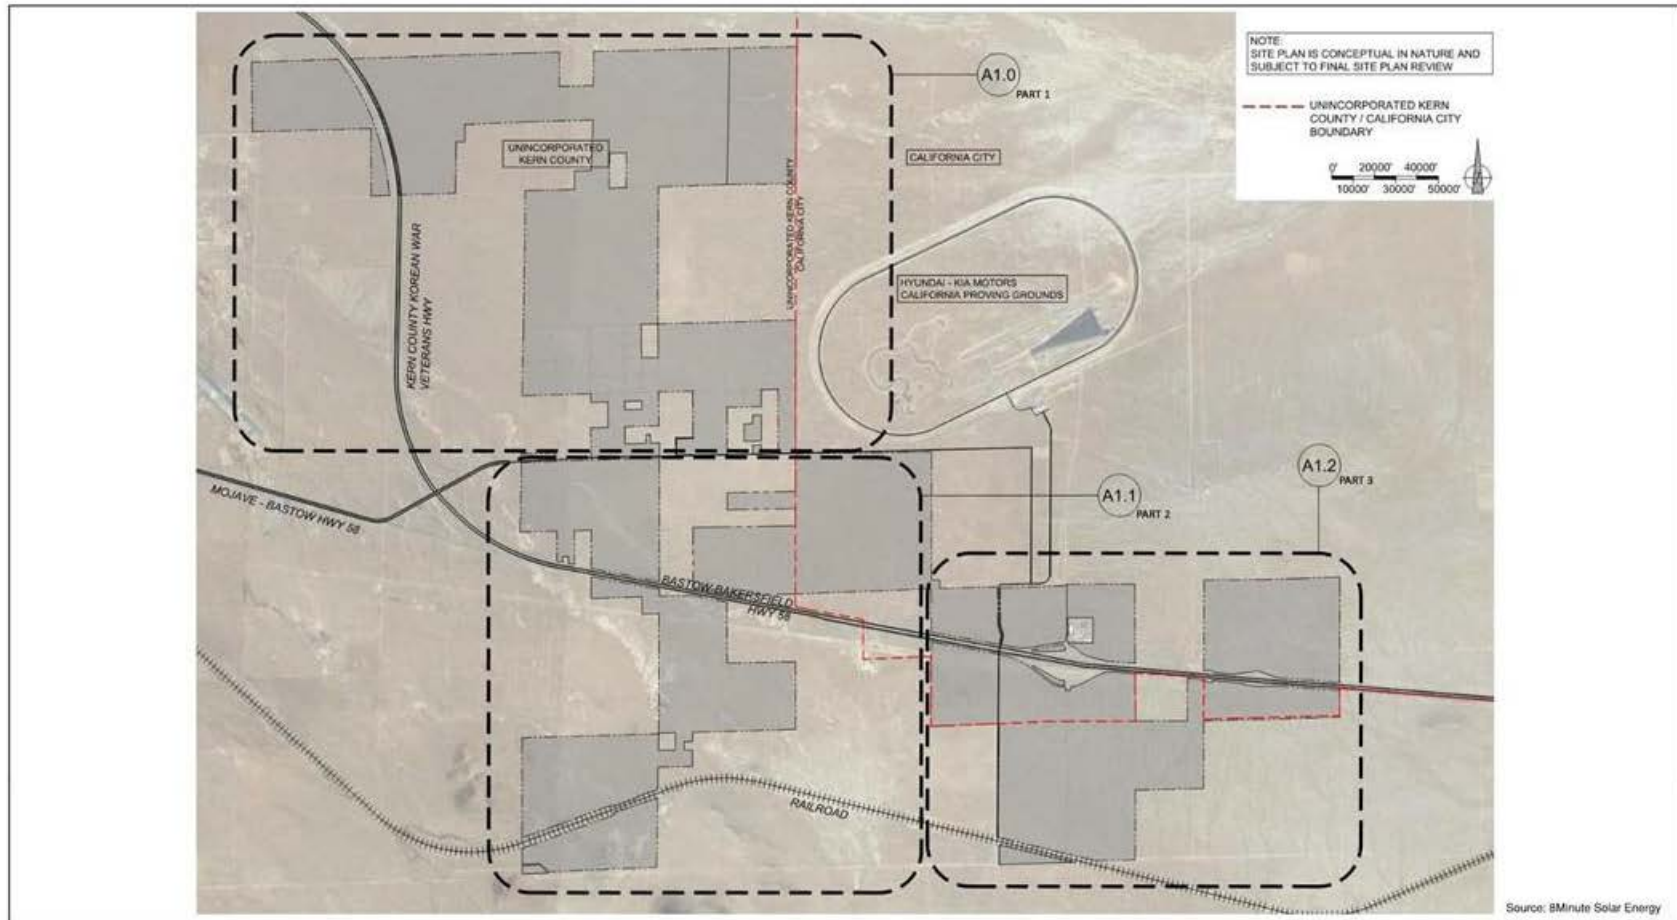 NOTE:
SITE PLAN IS CONCEPTUAL IN NATURE AND
SUBJECT TO FINAL SITE PLAN REVIEW
UNINCORPORATED KERN
COUNTY / CALIFORNIA CITY
BOUNDARY
0' 20000' 40000'
10000' 30000' 50000'
A1.0
PART 1
UNINCORPORATED
KERN COUNTY
CALIFORNIA CITY
UNINCORPORATED KERN COUNTY
CALIFORNIA CITY
KERN COUNTY KOREAN WAR
VETERANS HWY
HYUNDAI - KIA MOTORS
CALIFORNIA PROVING GROUNDS
MOJAVE - BASTOW HWY 58
A1.1
PART 2
A1.2
PART 3
BASTOW-BAKERSFIELD
HWY 58
RAILROAD
Source: 8Minute Solar Energy